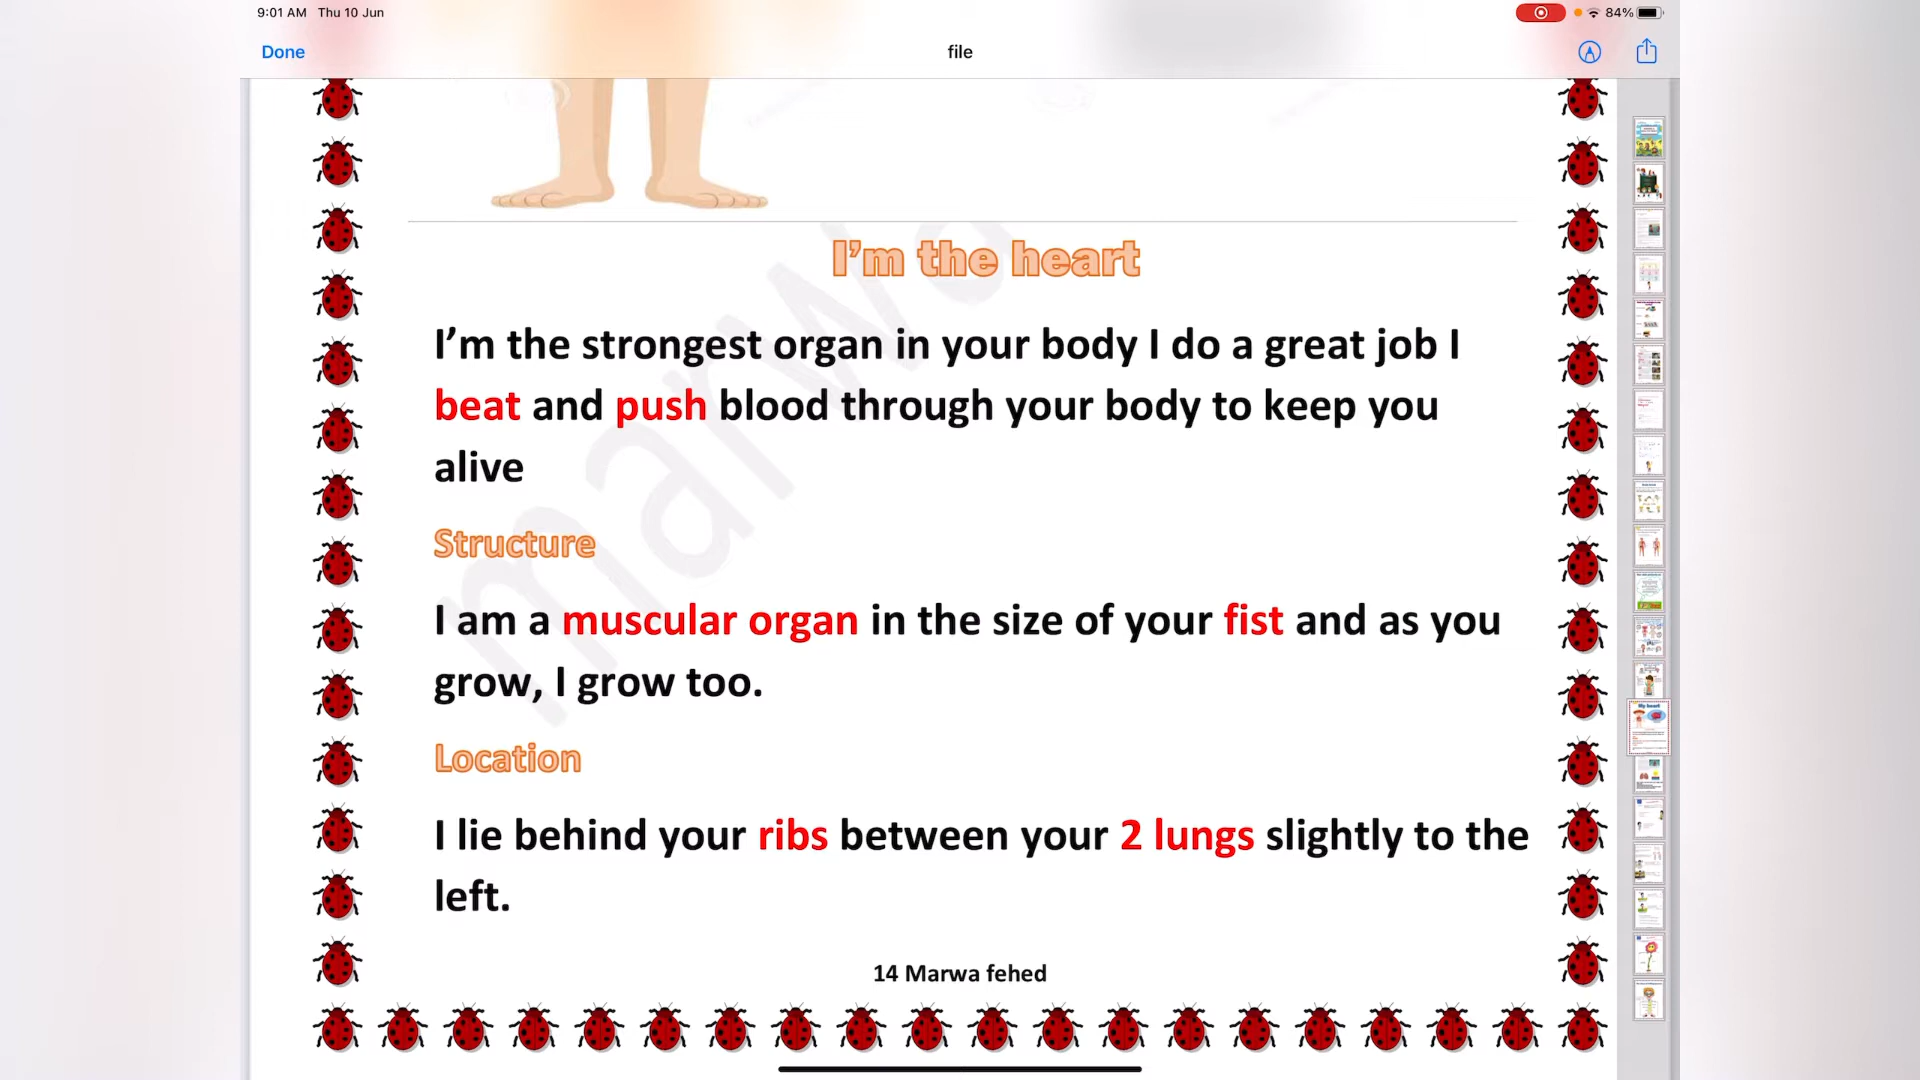 9:01 AM Thu 10 Jun
84%
Done
file
I'm the heart
I'm the strongest organ in your body I do a great job I
beat and push blood through your body to keep you
alive
Structure
I am a muscular organ in the size of your fist and as you
grow, I grow too.
Location
I lie behind your ribs between your 2 lungs slightly to the
left.
14 Marwa fehed
marwa
My heart